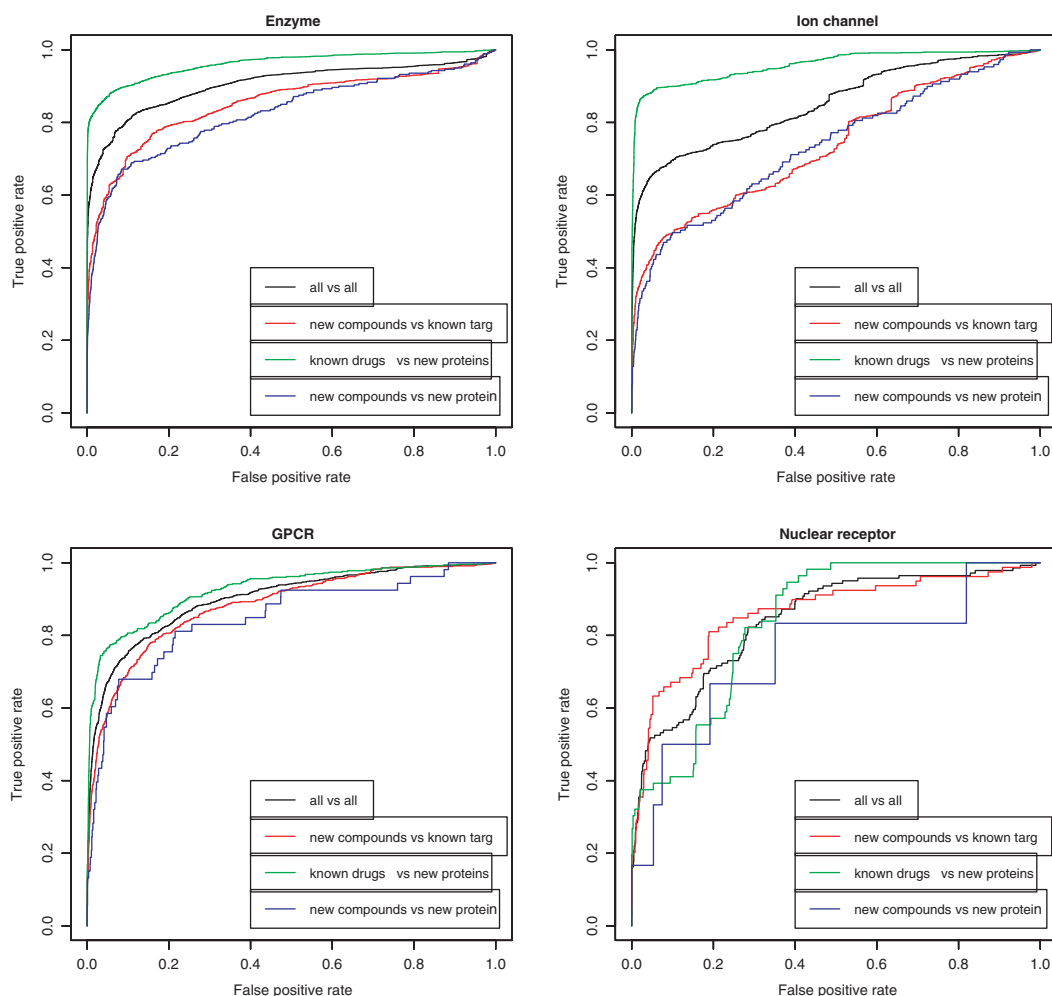 Enzyme
True positive rate
0.0 0.2 0.4 0.6 0.8 1.0
all vs all
new compounds vs known targ
known drugs vs new proteins
new compounds vs new protein
0.0 0.2 0.4 0.6 0.8 1.0
False positive rate
Ion channel
True positive rate
0.0 0.2 0.4 0.6 0.8 1.0
all vs all
new compounds vs known targ
known drugs vs new proteins
new compounds vs new protein
0.0 0.2 0.4 0.6 0.8 1.0
False positive rate
GPCR
True positive rate
0.0 0.2 0.4 0.6 0.8 1.0
all vs all
new compounds vs known targ
known drugs vs new proteins
new compounds vs new protein
0.0 0.2 0.4 0.6 0.8 1.0
False positive rate
Nuclear receptor
True positive rate
0.0 0.2 0.4 0.6 0.8 1.0
all vs all
new compounds vs known targ
known drugs vs new proteins
new compounds vs new protein
0.0 0.2 0.4 0.6 0.8 1.0
False positive rate